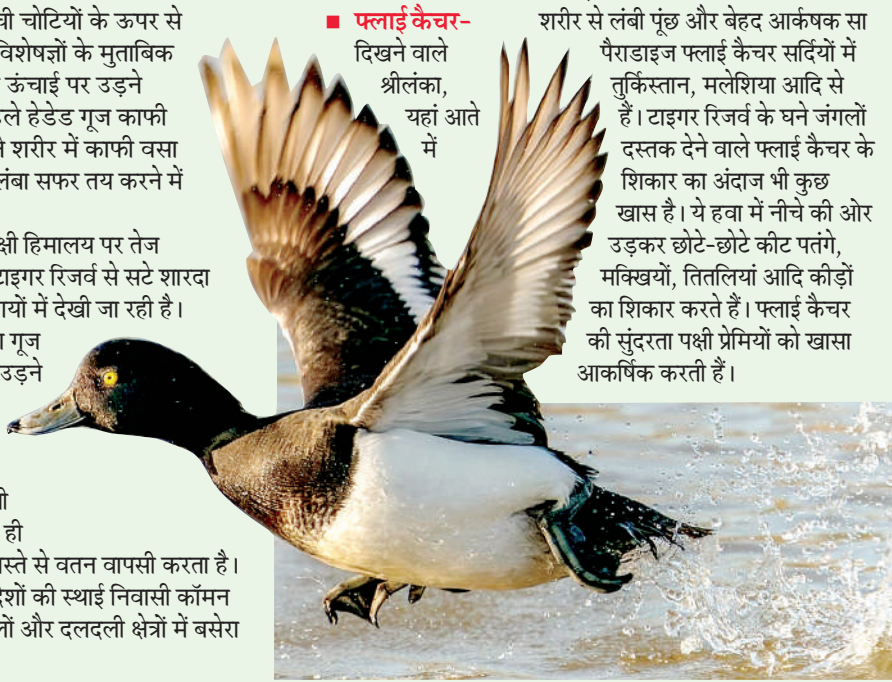 चोटियों के ऊपर से
विशेषज्ञों के मुताबिक
ऊंचाई पर उड़ने
हेडेड गूज काफी
शरीर में काफी वसा
लंबा सफर तय करने में
हिमालय पर तेज
टाइगर रिजर्व से सटे शारदा
में देखी जा रही है।
गूज
उड़ने
ही
से वतन वापसी करता है।
की स्थाई निवासी कॉमन
और दलदली क्षेत्रों में बसेरा
■ फ्लाई कैचर- शरीर से लंबी पूंछ और बेहद आर्कषक सा
दिखने वाले पैराडाइज फ्लाई कैचर सर्दियों में
श्रीलंका, तुर्किस्तान, मलेशिया आदि से
यहां आते हैं। टाइगर रिजर्व के घने जंगलों
में दस्तक देने वाले फ्लाई कैचर के
शिकार का अंदाज भी कुछ
खास है। ये हवा में नीचे की ओर
उड़कर छोटे-छोटे कीट पतंगे,
मक्खियों, तितलियां आदि कीड़ों
का शिकार करते हैं। फ्लाई कैचर
की सुंदरता पक्षी प्रेमियों को खासा
आकर्षिक करती हैं।